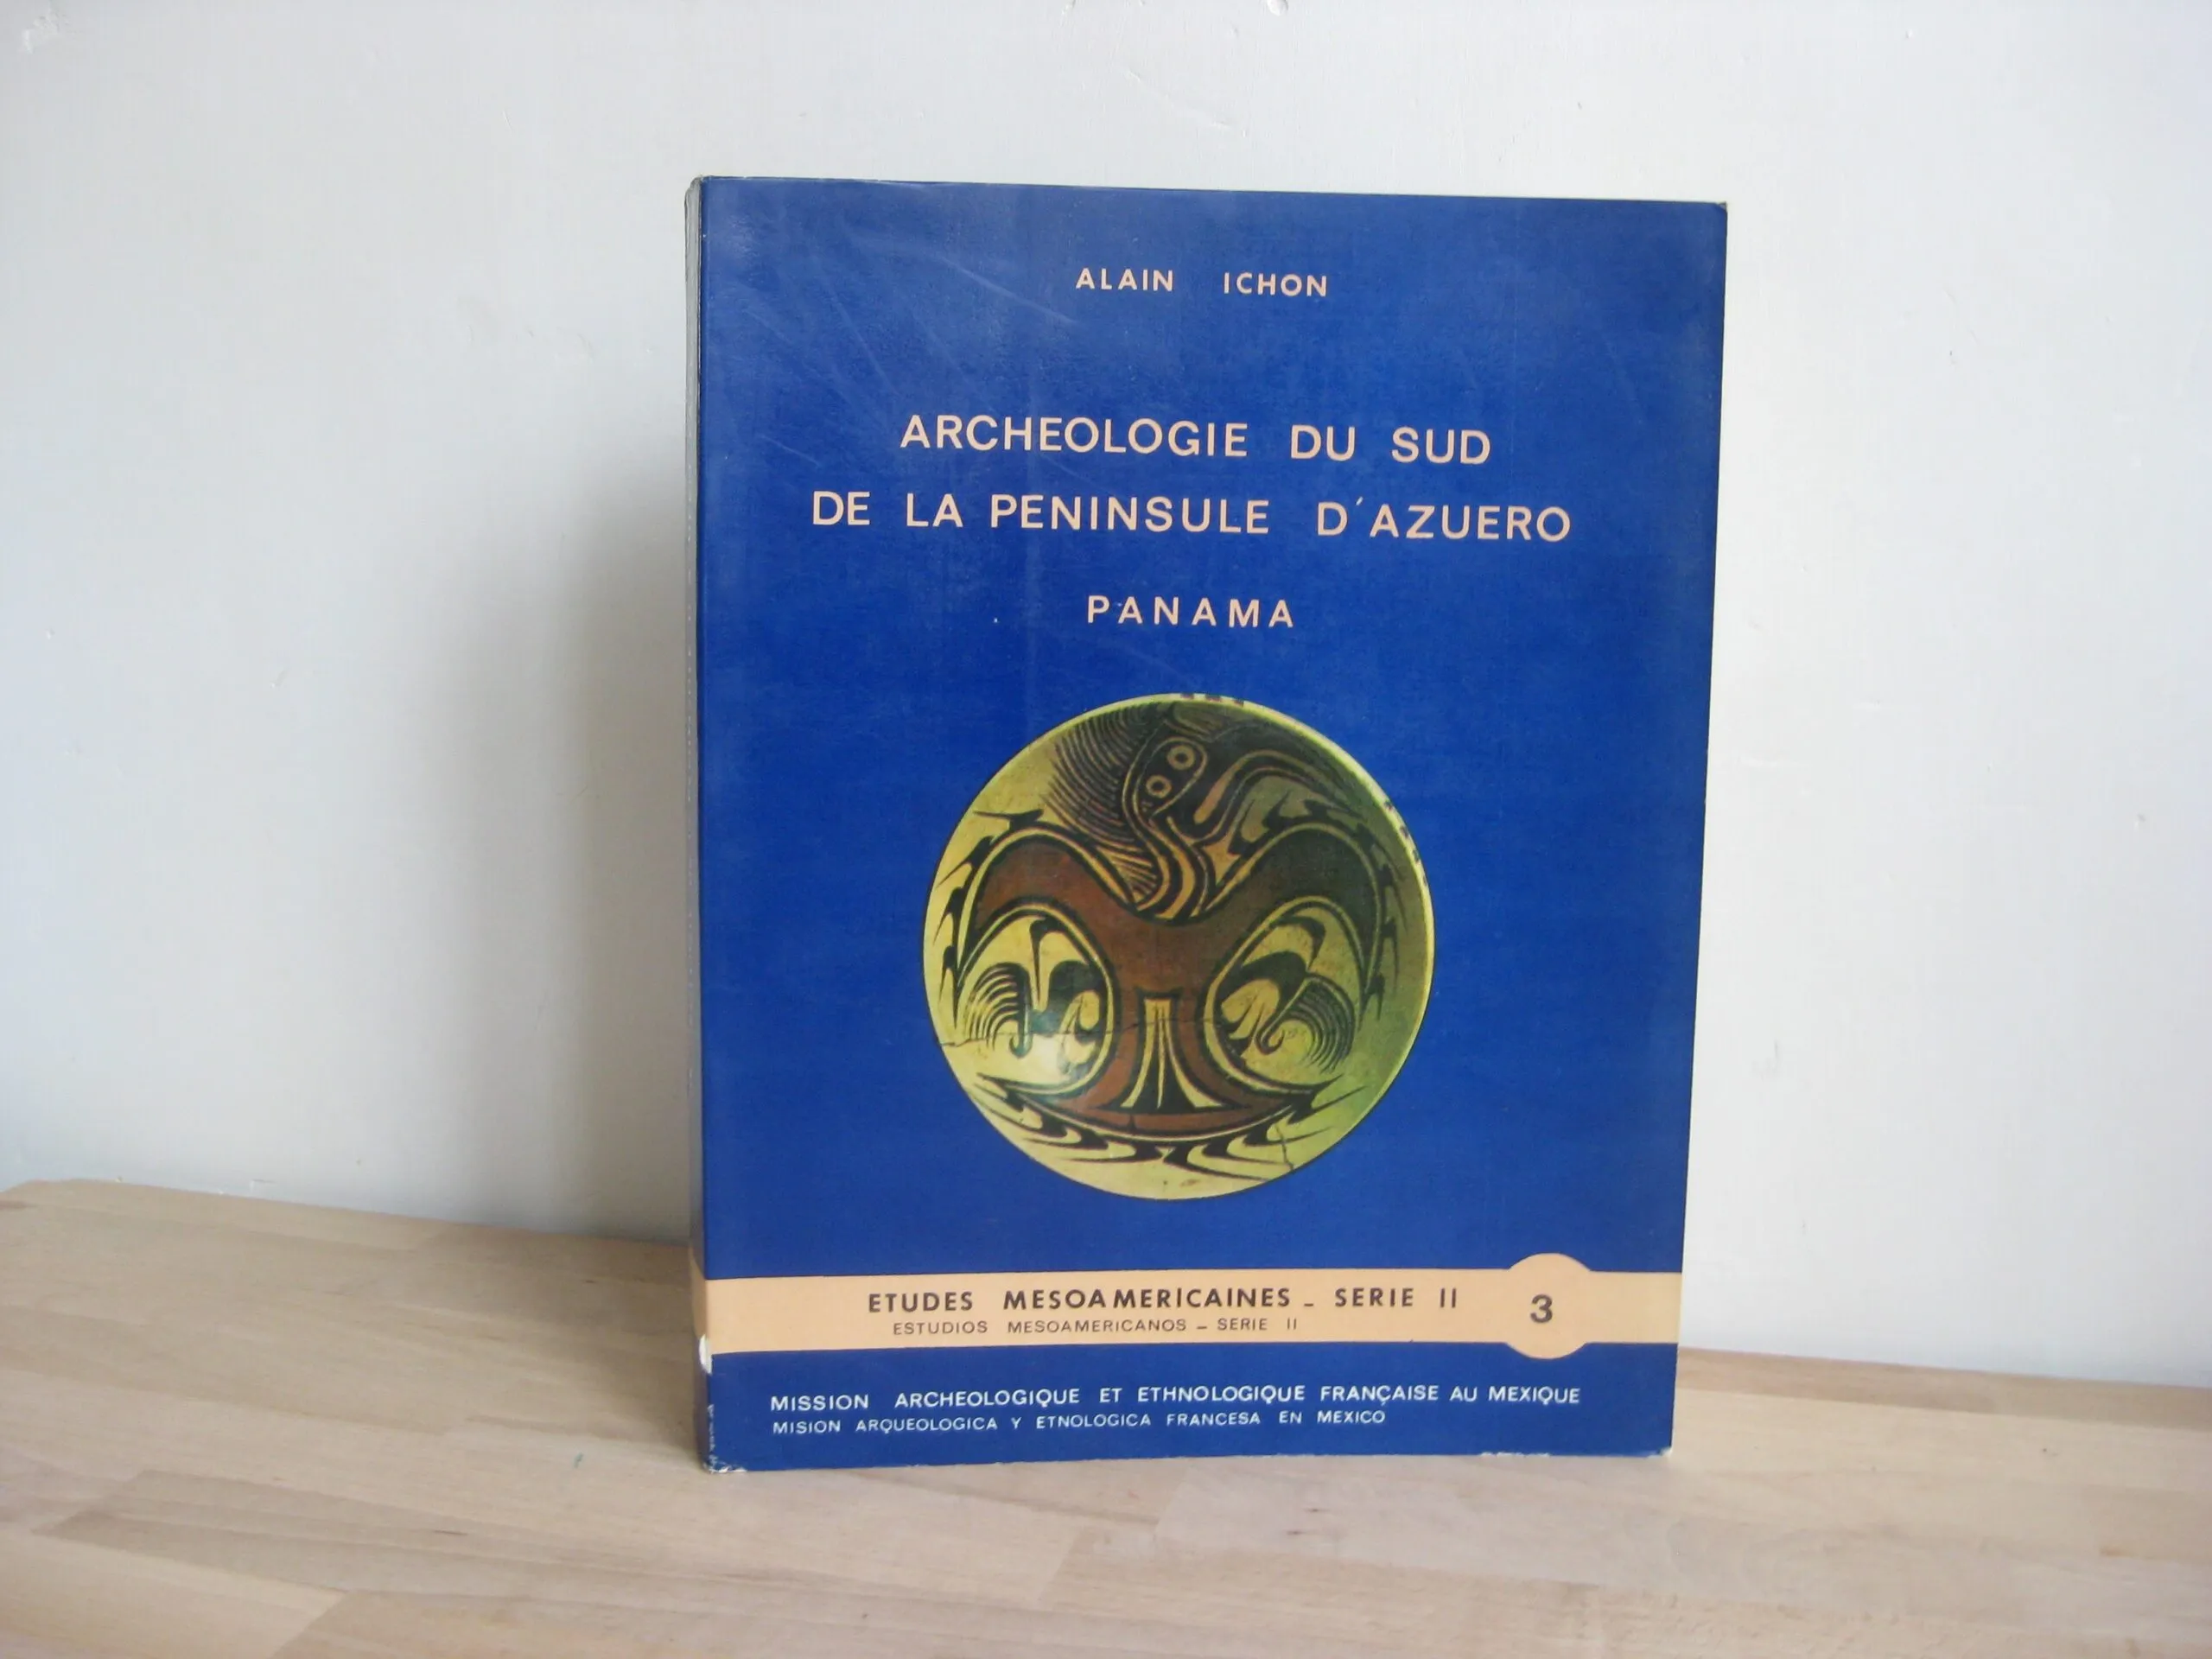 ALAIN ICHON
ARCHEOLOGIE DU SUD
DE LA PENINSULE D'AZUERO
PANAMA
ETUDES MESOAMERICAINES - SERIE II
3
ESTUDIOS MESOAMERICANOS - SERIE II
MISSION ARCHEOLOGIQUE ET ETHNOLOGIQUE FRANÇAISE AU MEXIQUE
MISION ARQUEOLOGICA Y ETNOLOGICA FRANCESA EN MEXICO